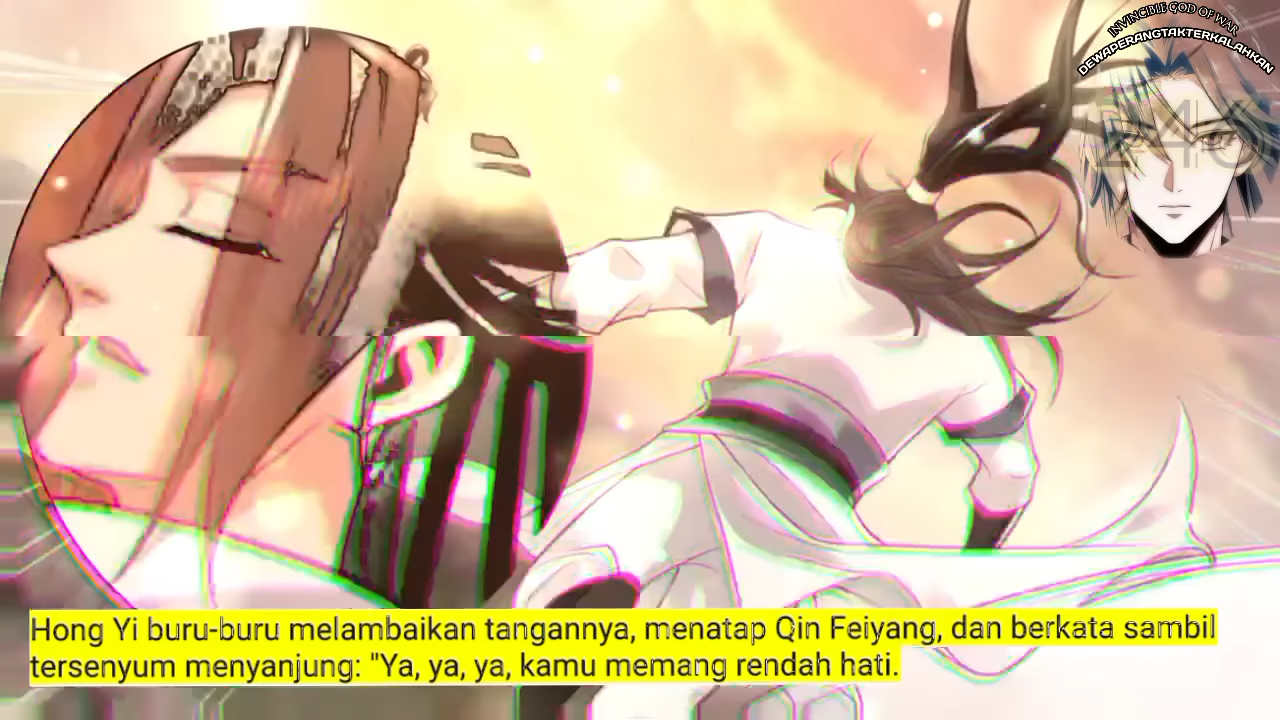 INVINCIBLE GOD OF WAR
DEWAPERANGTAKTERKALAHKAN
246
Hong Yi buru-buru melambaikan tangannya, menatap Qin Feiyang, dan berkata sambil
tersenyum menyanjung: "Ya, ya, ya, kamu memang rendah hati.